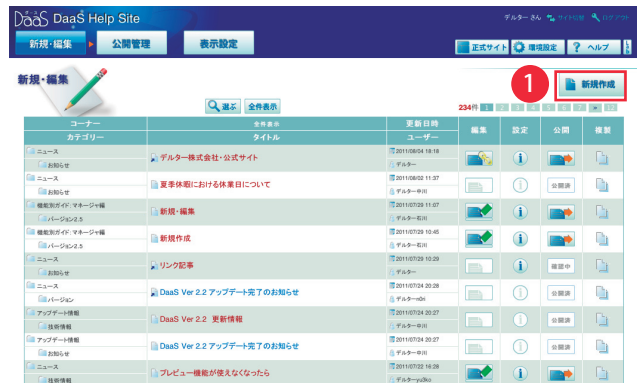 DaaS DaaS Help Site
デルター さん サイト切替 ログアウト
新規・編集 公開管理 表示設定
正式サイト 環境設定 ? ヘルプ
新規・編集
1 新規作成
選ぶ 全件表示
234件 1 2 3 4 5 6 7 » 12
コーナー 全件表示 更新日時 編集 設定 公開 複製
カテゴリー タイトル ユーザー
ニュース デルター株式会社・公式サイト 2011/08/04 18:18
お知らせ デルター
ニュース 夏季休暇における休業日について 2011/08/02 11:37 公開済
お知らせ デルター中川
機能別ガイド:マネージャ編 新規・編集 2011/07/29 11:07
バージョン2.5 デルター石川
機能別ガイド:マネージャ編 新規作成 2011/07/29 10:45
バージョン2.5 デルター石川
ニュース リンク記事 2011/07/29 10:29 確認中
お知らせ デルター
ニュース DaaS Ver 2.2 アップデート完了のお知らせ 2011/07/24 20:28 公開済
バージョン
アップデート情報 DaaS Ver 2.2 更新情報 2011/07/24 20:27 公開済
技術情報 デルター中川
アップデート情報 DaaS Ver 2.2 アップデート完了のお知らせ 2011/07/24 20:27 公開済
お知らせ デルター中川
ニュース プレビュー機能が使えなくなったら 2011/07/22 16:28
技術情報 デルターyu3ko